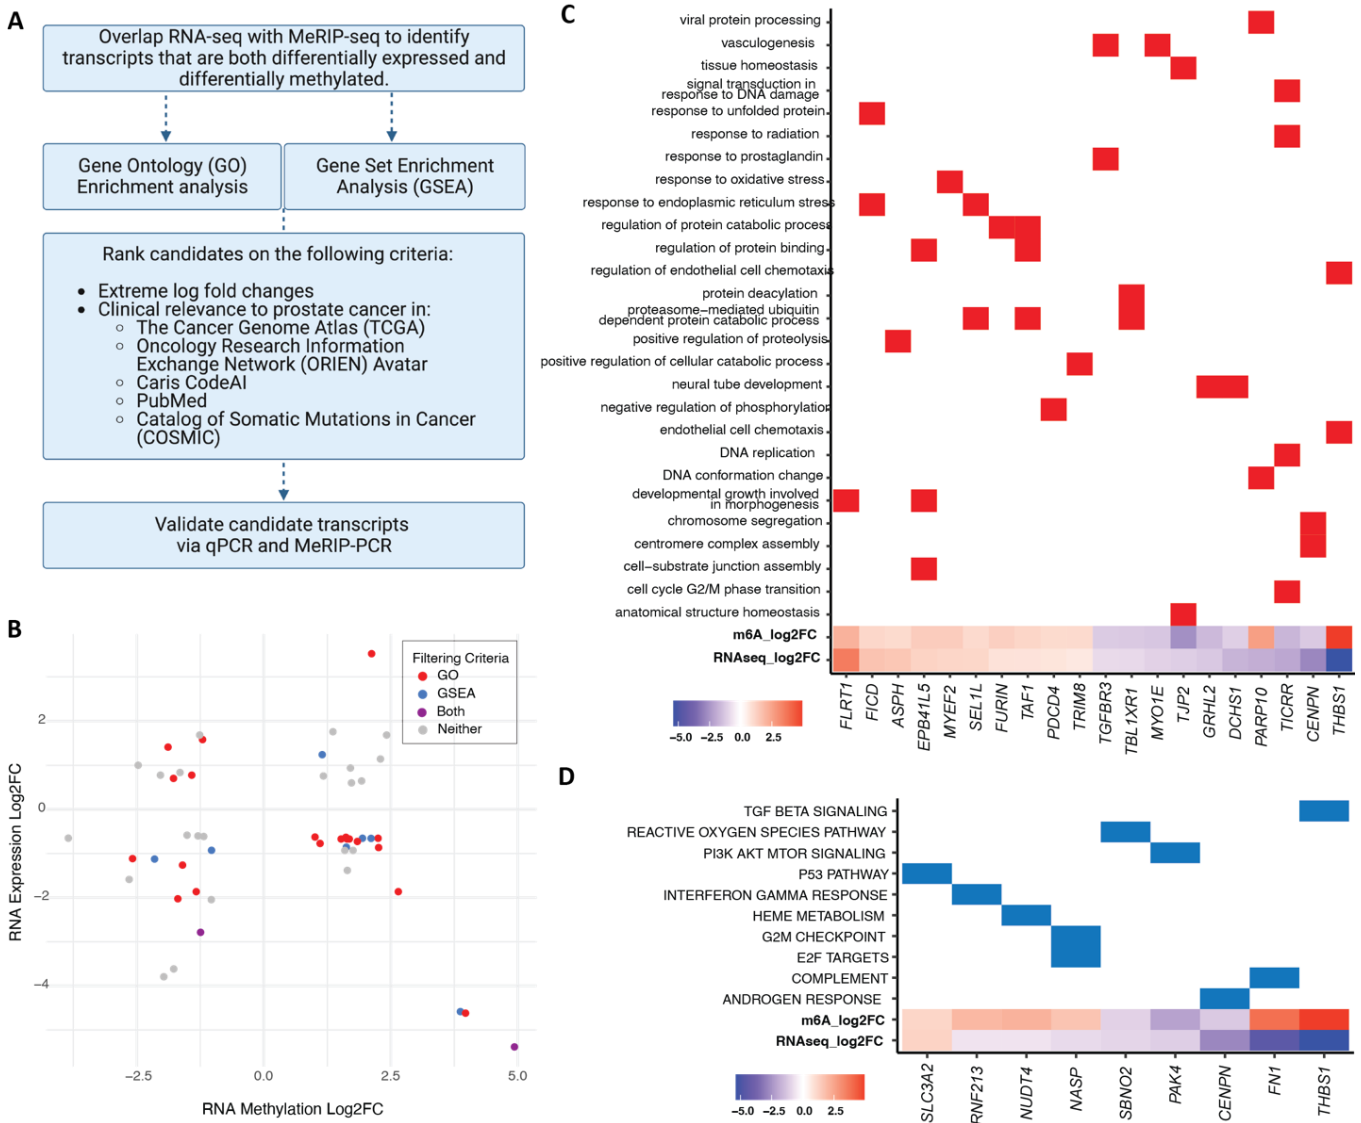 A
Overlap RNA-seq with MeRIP-seq to identify
transcripts that are both differentially expressed and
differentially methylated.
Gene Ontology (GO)
Enrichment analysis
Gene Set Enrichment
Analysis (GSEA)
Rank candidates on the following criteria:
• Extreme log fold changes
• Clinical relevance to prostate cancer in:
○ The Cancer Genome Atlas (TCGA)
○ Oncology Research Information
Exchange Network (ORIEN) Avatar
○ Caris CodeAI
○ PubMed
○ Catalog of Somatic Mutations in Cancer
(COSMIC)
Validate candidate transcripts
via qPCR and MeRIP-PCR
B
Filtering Criteria
GO
GSEA
Both
Neither
RNA Expression Log2FC
2
0
−2
−4
−2.5
0.0
2.5
5.0
RNA Methylation Log2FC
C
viral protein processing
vasculogenesis
tissue homeostasis
signal transduction in
response to DNA damage
response to unfolded protein
response to radiation
response to prostaglandin
response to oxidative stress
response to endoplasmic reticulum stress
regulation of protein catabolic process
regulation of protein binding
regulation of endothelial cell chemotaxis
protein deacylation
proteasome−mediated ubiquitin
dependent protein catabolic process
positive regulation of proteolysis
positive regulation of cellular catabolic process
neural tube development
negative regulation of phosphorylation
endothelial cell chemotaxis
DNA replication
DNA conformation change
developmental growth involved
in morphogenesis
chromosome segregation
centromere complex assembly
cell−substrate junction assembly
cell cycle G2/M phase transition
anatomical structure homeostasis
m6A_log2FC
RNAseq_log2FC
−5.0 −2.5 0.0 2.5
FLRT1
FICD
ASPH
EPB41L5
MYEF2
SEL1L
FURIN
TAF1
PDCD4
TRIM8
TGFBR3
TBL1XR1
MYO1E
TJP2
GRHL2
DCHS1
PARP10
TICRR
CENPN
THBS1
D
TGF BETA SIGNALING
REACTIVE OXYGEN SPECIES PATHWAY
PI3K AKT MTOR SIGNALING
P53 PATHWAY
INTERFERON GAMMA RESPONSE
HEME METABOLISM
G2M CHECKPOINT
E2F TARGETS
COMPLEMENT
ANDROGEN RESPONSE
m6A_log2FC
RNAseq_log2FC
−5.0 −2.5 0.0 2.5
SLC3A2
RNF213
NUDT4
NASP
SBNO2
PAK4
CENPN
FN1
THBS1